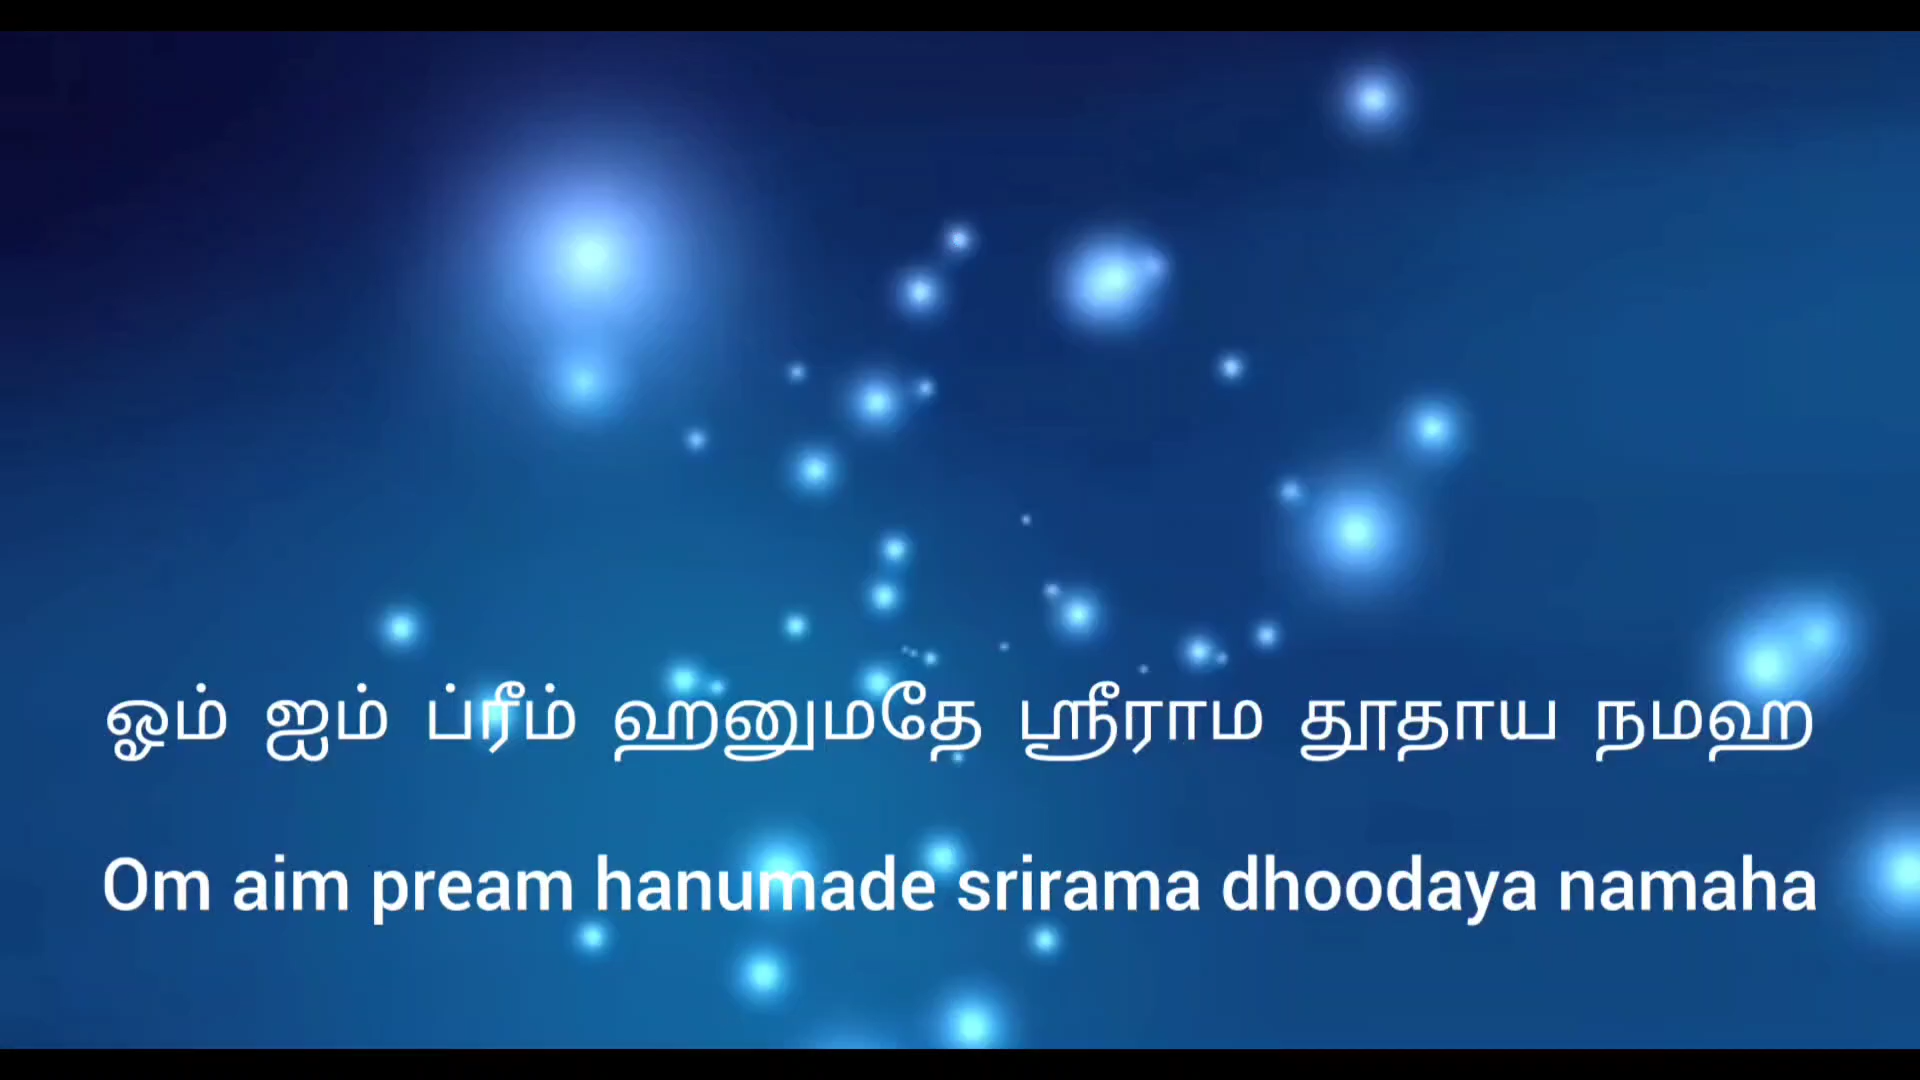 ஓம் ஐம் ப்ரீம் ஹனுமதே ஸ்ரீராம தூதாய நமஹ
Om aim pream hanumade srirama dhoodaya namaha